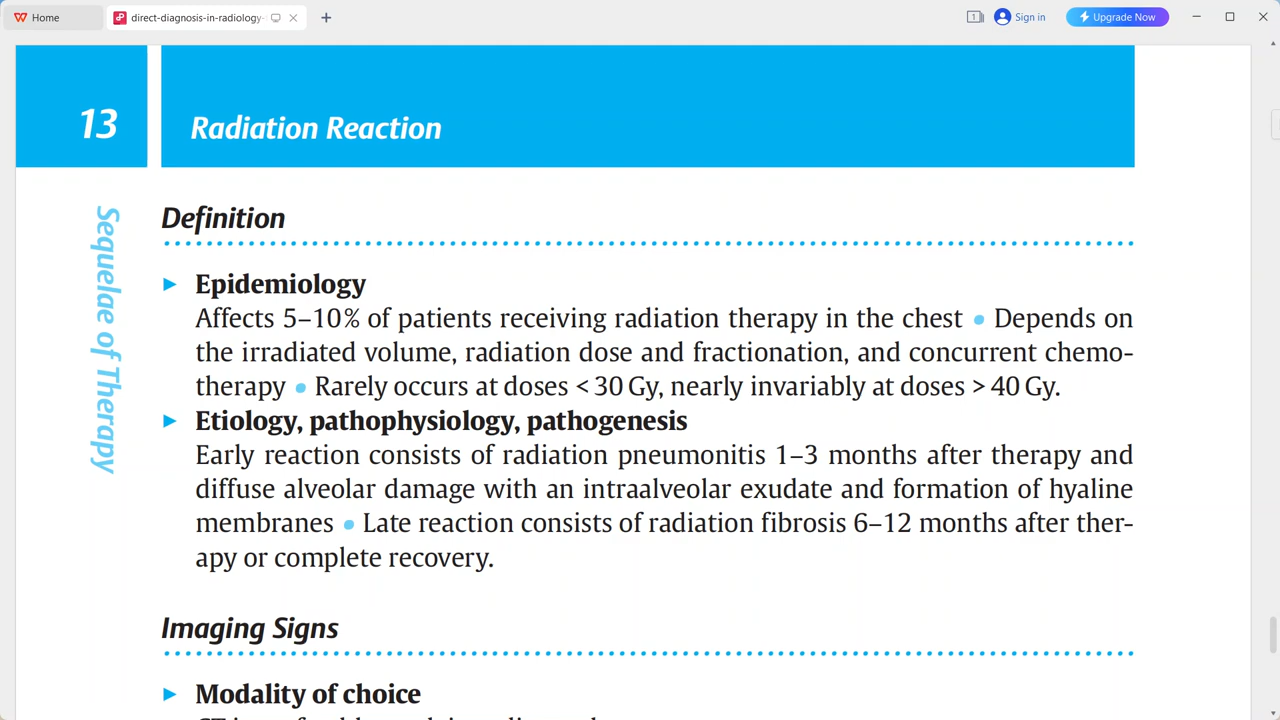 Home
direct-diagnosis-in-radiology-
1
Sign in
Upgrade Now
13
Radiation Reaction
Sequelae of Therapy
Definition
Epidemiology
Affects 5–10% of patients receiving radiation therapy in the chest • Depends on
the irradiated volume, radiation dose and fractionation, and concurrent chemo-
therapy • Rarely occurs at doses < 30 Gy, nearly invariably at doses > 40 Gy.
Etiology, pathophysiology, pathogenesis
Early reaction consists of radiation pneumonitis 1–3 months after therapy and
diffuse alveolar damage with an intraalveolar exudate and formation of hyaline
membranes • Late reaction consists of radiation fibrosis 6–12 months after ther-
apy or complete recovery.
Imaging Signs
Modality of choice